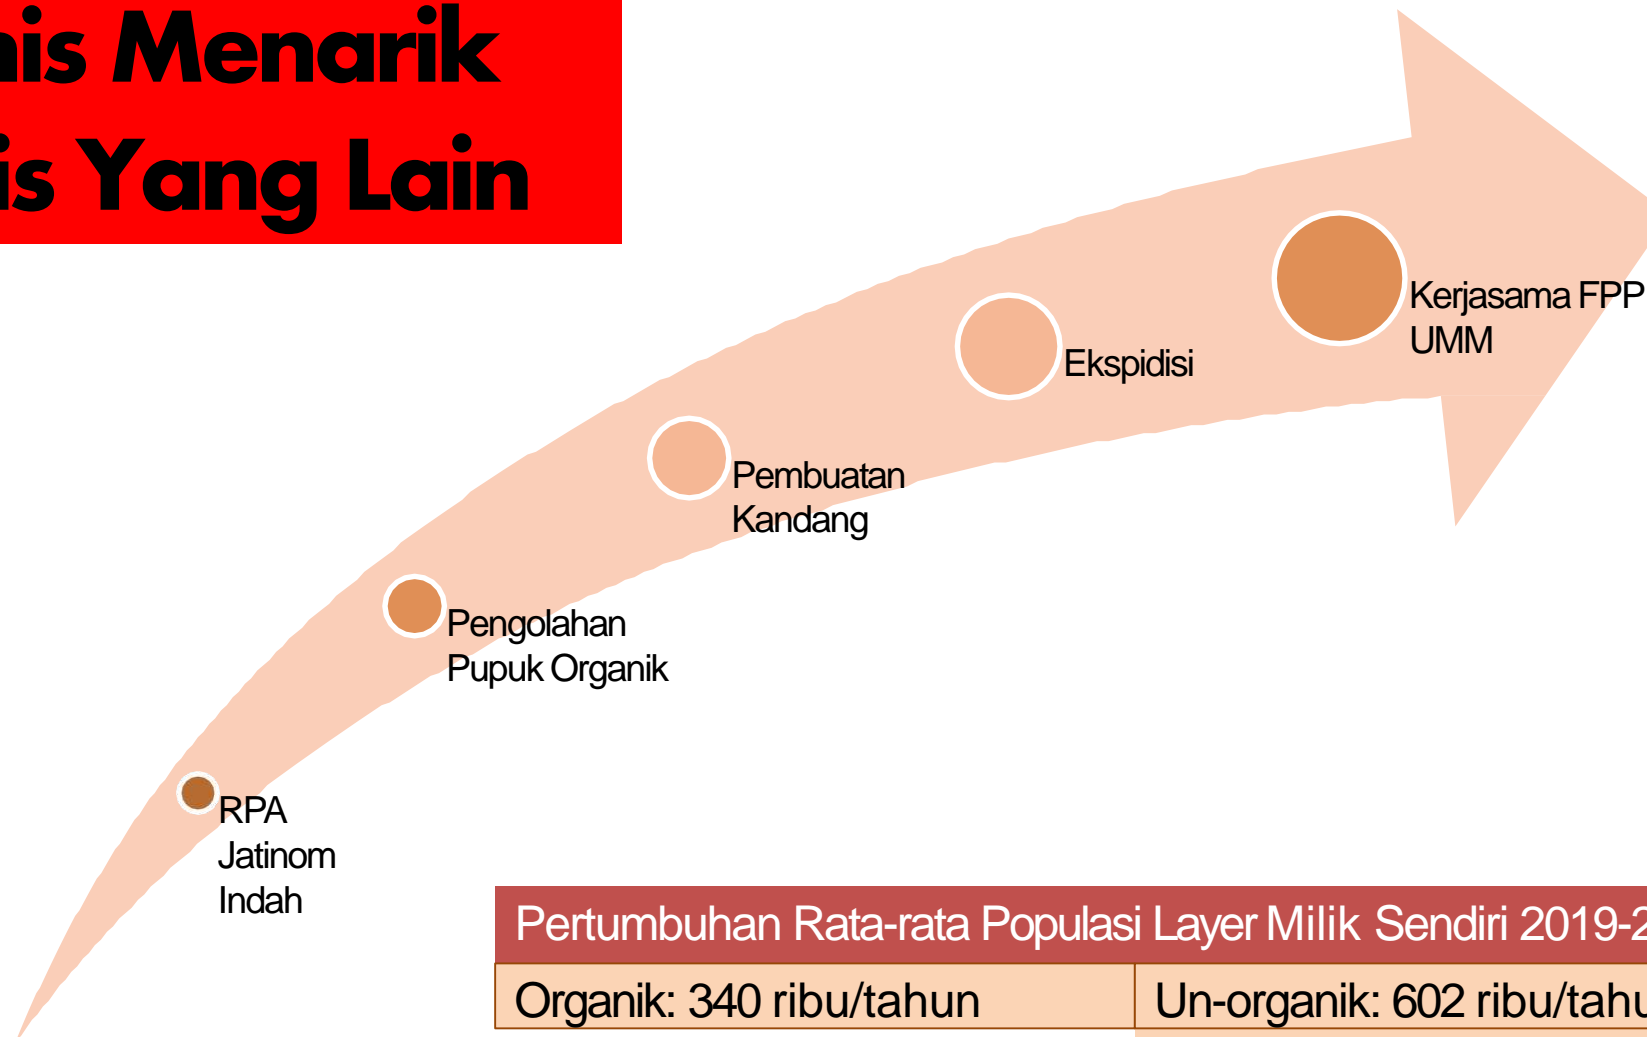 nis Menarik
is Yang Lain
Kerjasama FPP
UMM
Ekspidisi
Pembuatan
Kandang
Pengolahan
Pupuk Organik
RPA
Jatinom
Indah
Pertumbuhan Rata-rata Populasi Layer Milik Sendiri 2019-2
Organik: 340 ribu/tahun
Un-organik: 602 ribu/tahu